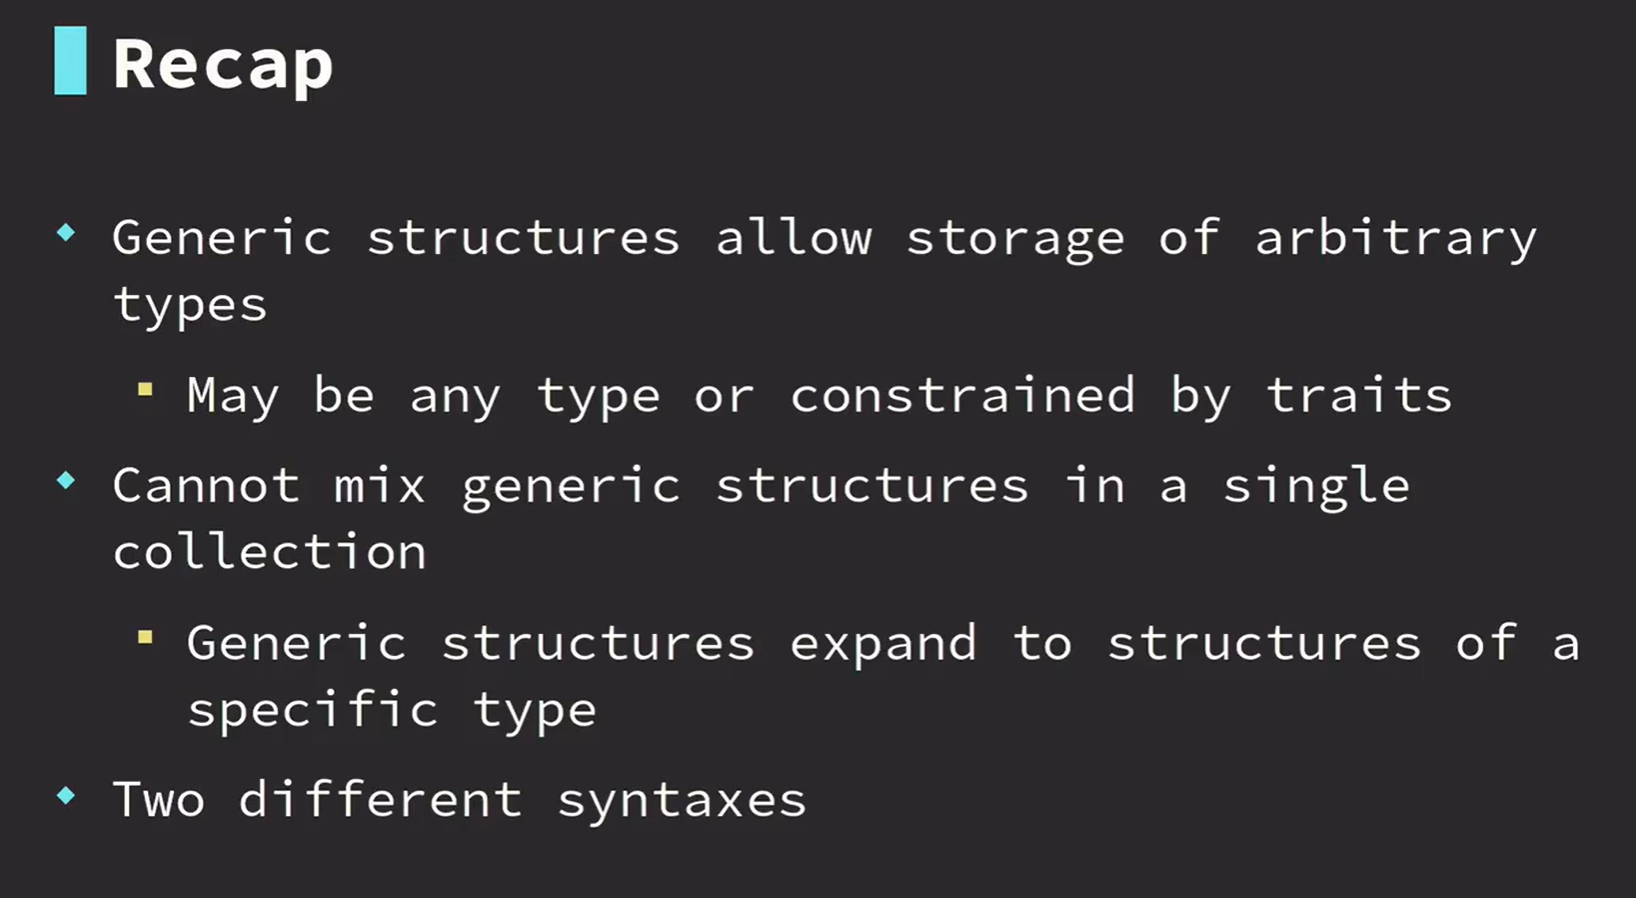 Recap
Generic structures allow storage of arbitrary
types
May be any type or constrained by traits
Cannot mix generic structures in a single
collection
Generic structures expand to structures of a
specific type
Two different syntaxes